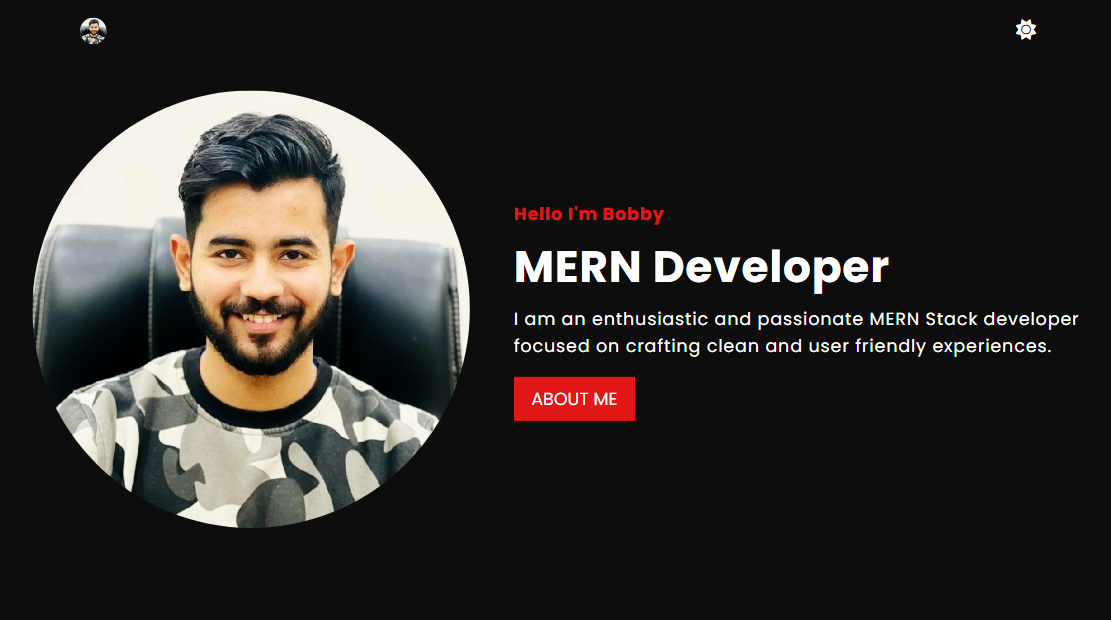 Hello I'm Bobby
MERN Developer
I am an enthusiastic and passionate MERN Stack developer
focused on crafting clean and user friendly experiences.
ABOUT ME